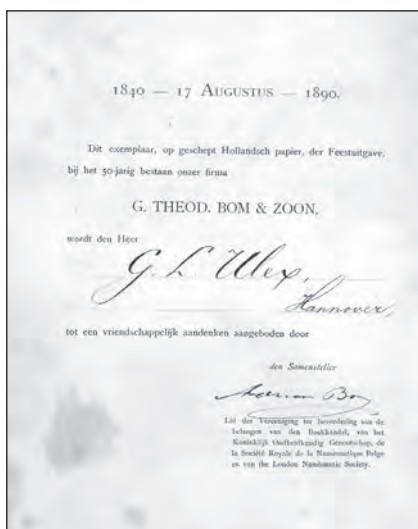 1840 — 17 AUGUSTUS — 1890.
Dit exemplaar, op geschept Hollandsch papier, der Feestuitgave,
bij het 50-jarig bestaan onzer firma
G. THEOD. BOM & ZOON,
wordt den Heer
G. L. Ulex,
Hannover,
tot een vriendschappelijk aandenken aangeboden door
den Samensteller
Bom
Lid der Vereeniging ter bevordering van de
belangen van den Boekhandel, van het
Koninklijk Oudheidkundig Genootschap, de
la Société Royale de la Numismatique Belge
en van the London Numismatic Society.